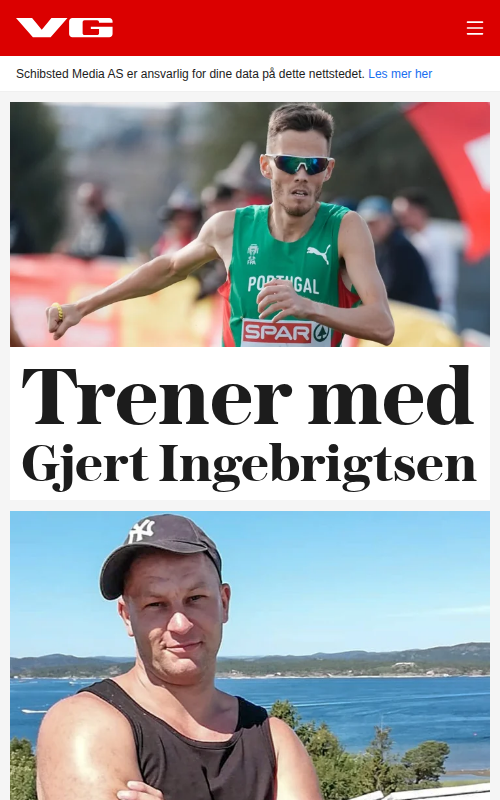 VG
Schibsted Media AS er ansvarlig for dine data på dette nettstedet. Les mer her
PORTUGAL
SPAR
Trener med
Gjert Ingebrigtsen
NY